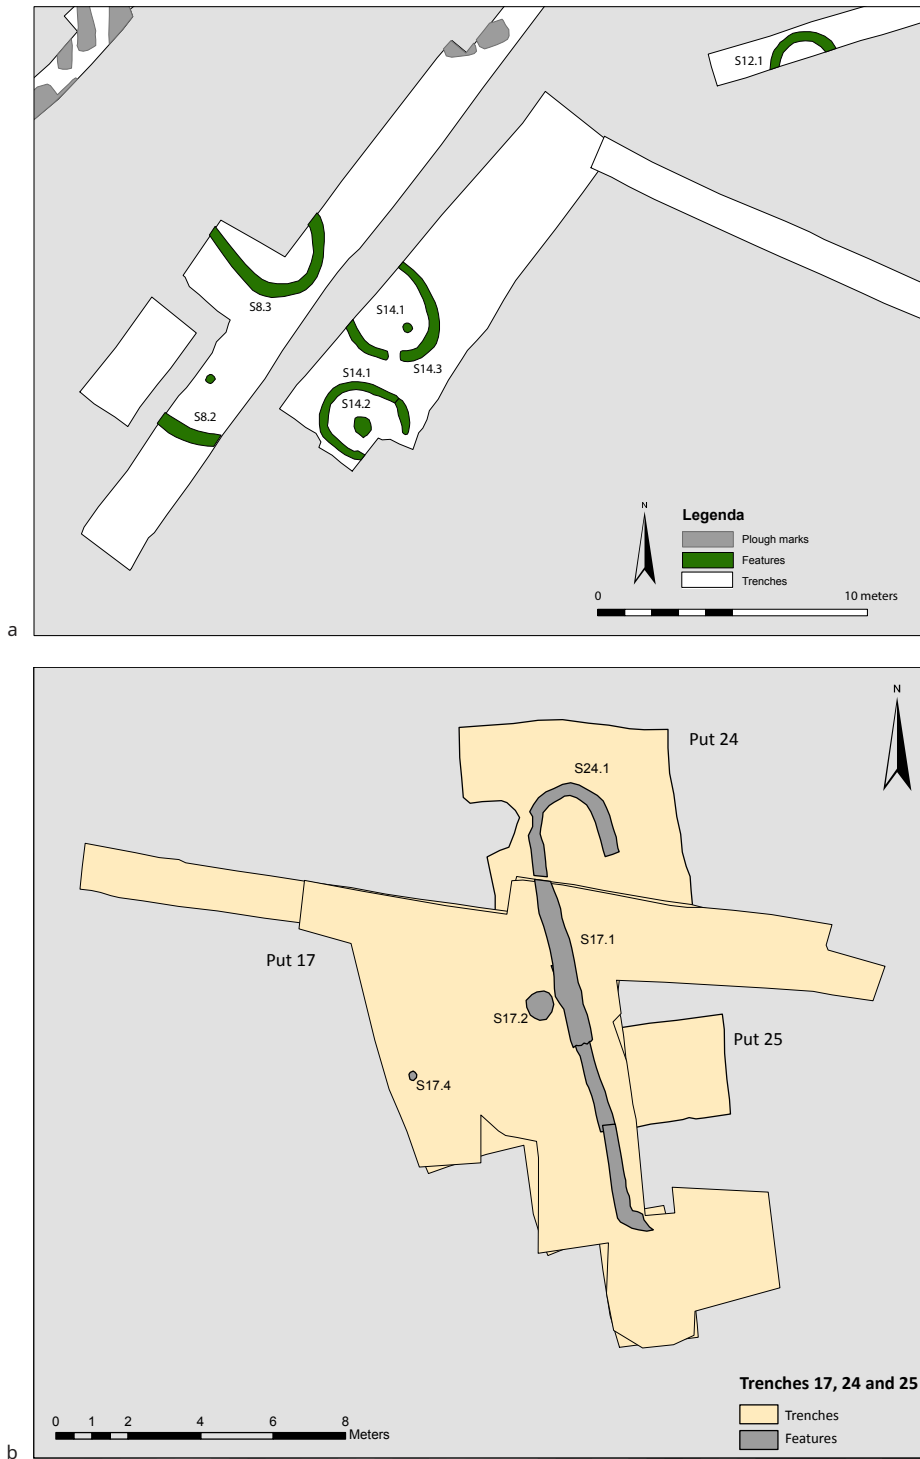 S12.1
S8.3
S14.1
S14.1
S14.3
S14.2
S8.2
N
Legenda
Plough marks
Features
Trenches
0 10 meters
a
N
Put 24
S24.1
S17.1
Put 17
S17.2
Put 25
S17.4
Trenches 17, 24 and 25
Trenches
Features
0 1 2 4 6 8
Meters
b